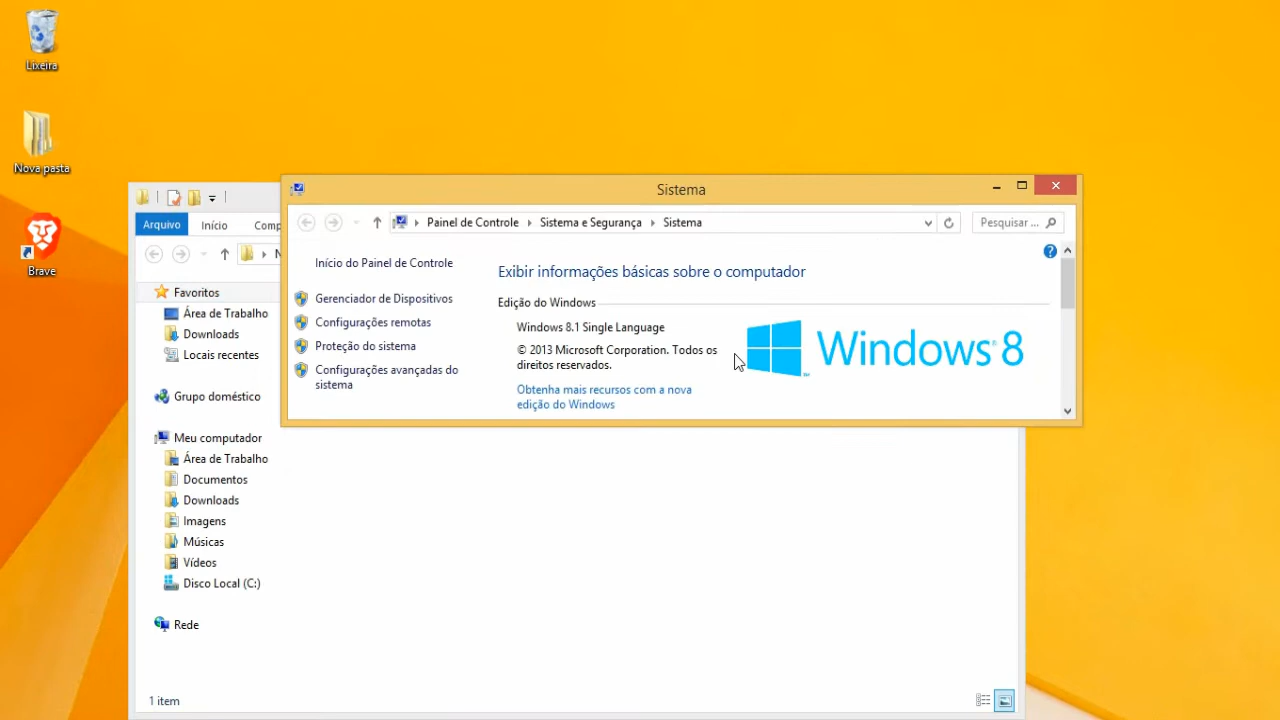 Lixeira
Nova pasta
Brave
Arquivo
Início
Comp
Favoritos
Área de Trabalho
Downloads
Locais recentes
Grupo doméstico
Meu computador
Área de Trabalho
Documentos
Downloads
Imagens
Músicas
Vídeos
Disco Local (C:)
Rede
1 item
Sistema
Painel de Controle
Sistema e Segurança
Sistema
Pesquisar ...
Início do Painel de Controle
Gerenciador de Dispositivos
Configurações remotas
Proteção do sistema
Configurações avançadas do
sistema
Exibir informações básicas sobre o computador
Edição do Windows
Windows 8.1 Single Language
© 2013 Microsoft Corporation. Todos os
direitos reservados.
Obtenha mais recursos com a nova
edição do Windows
Windows® 8